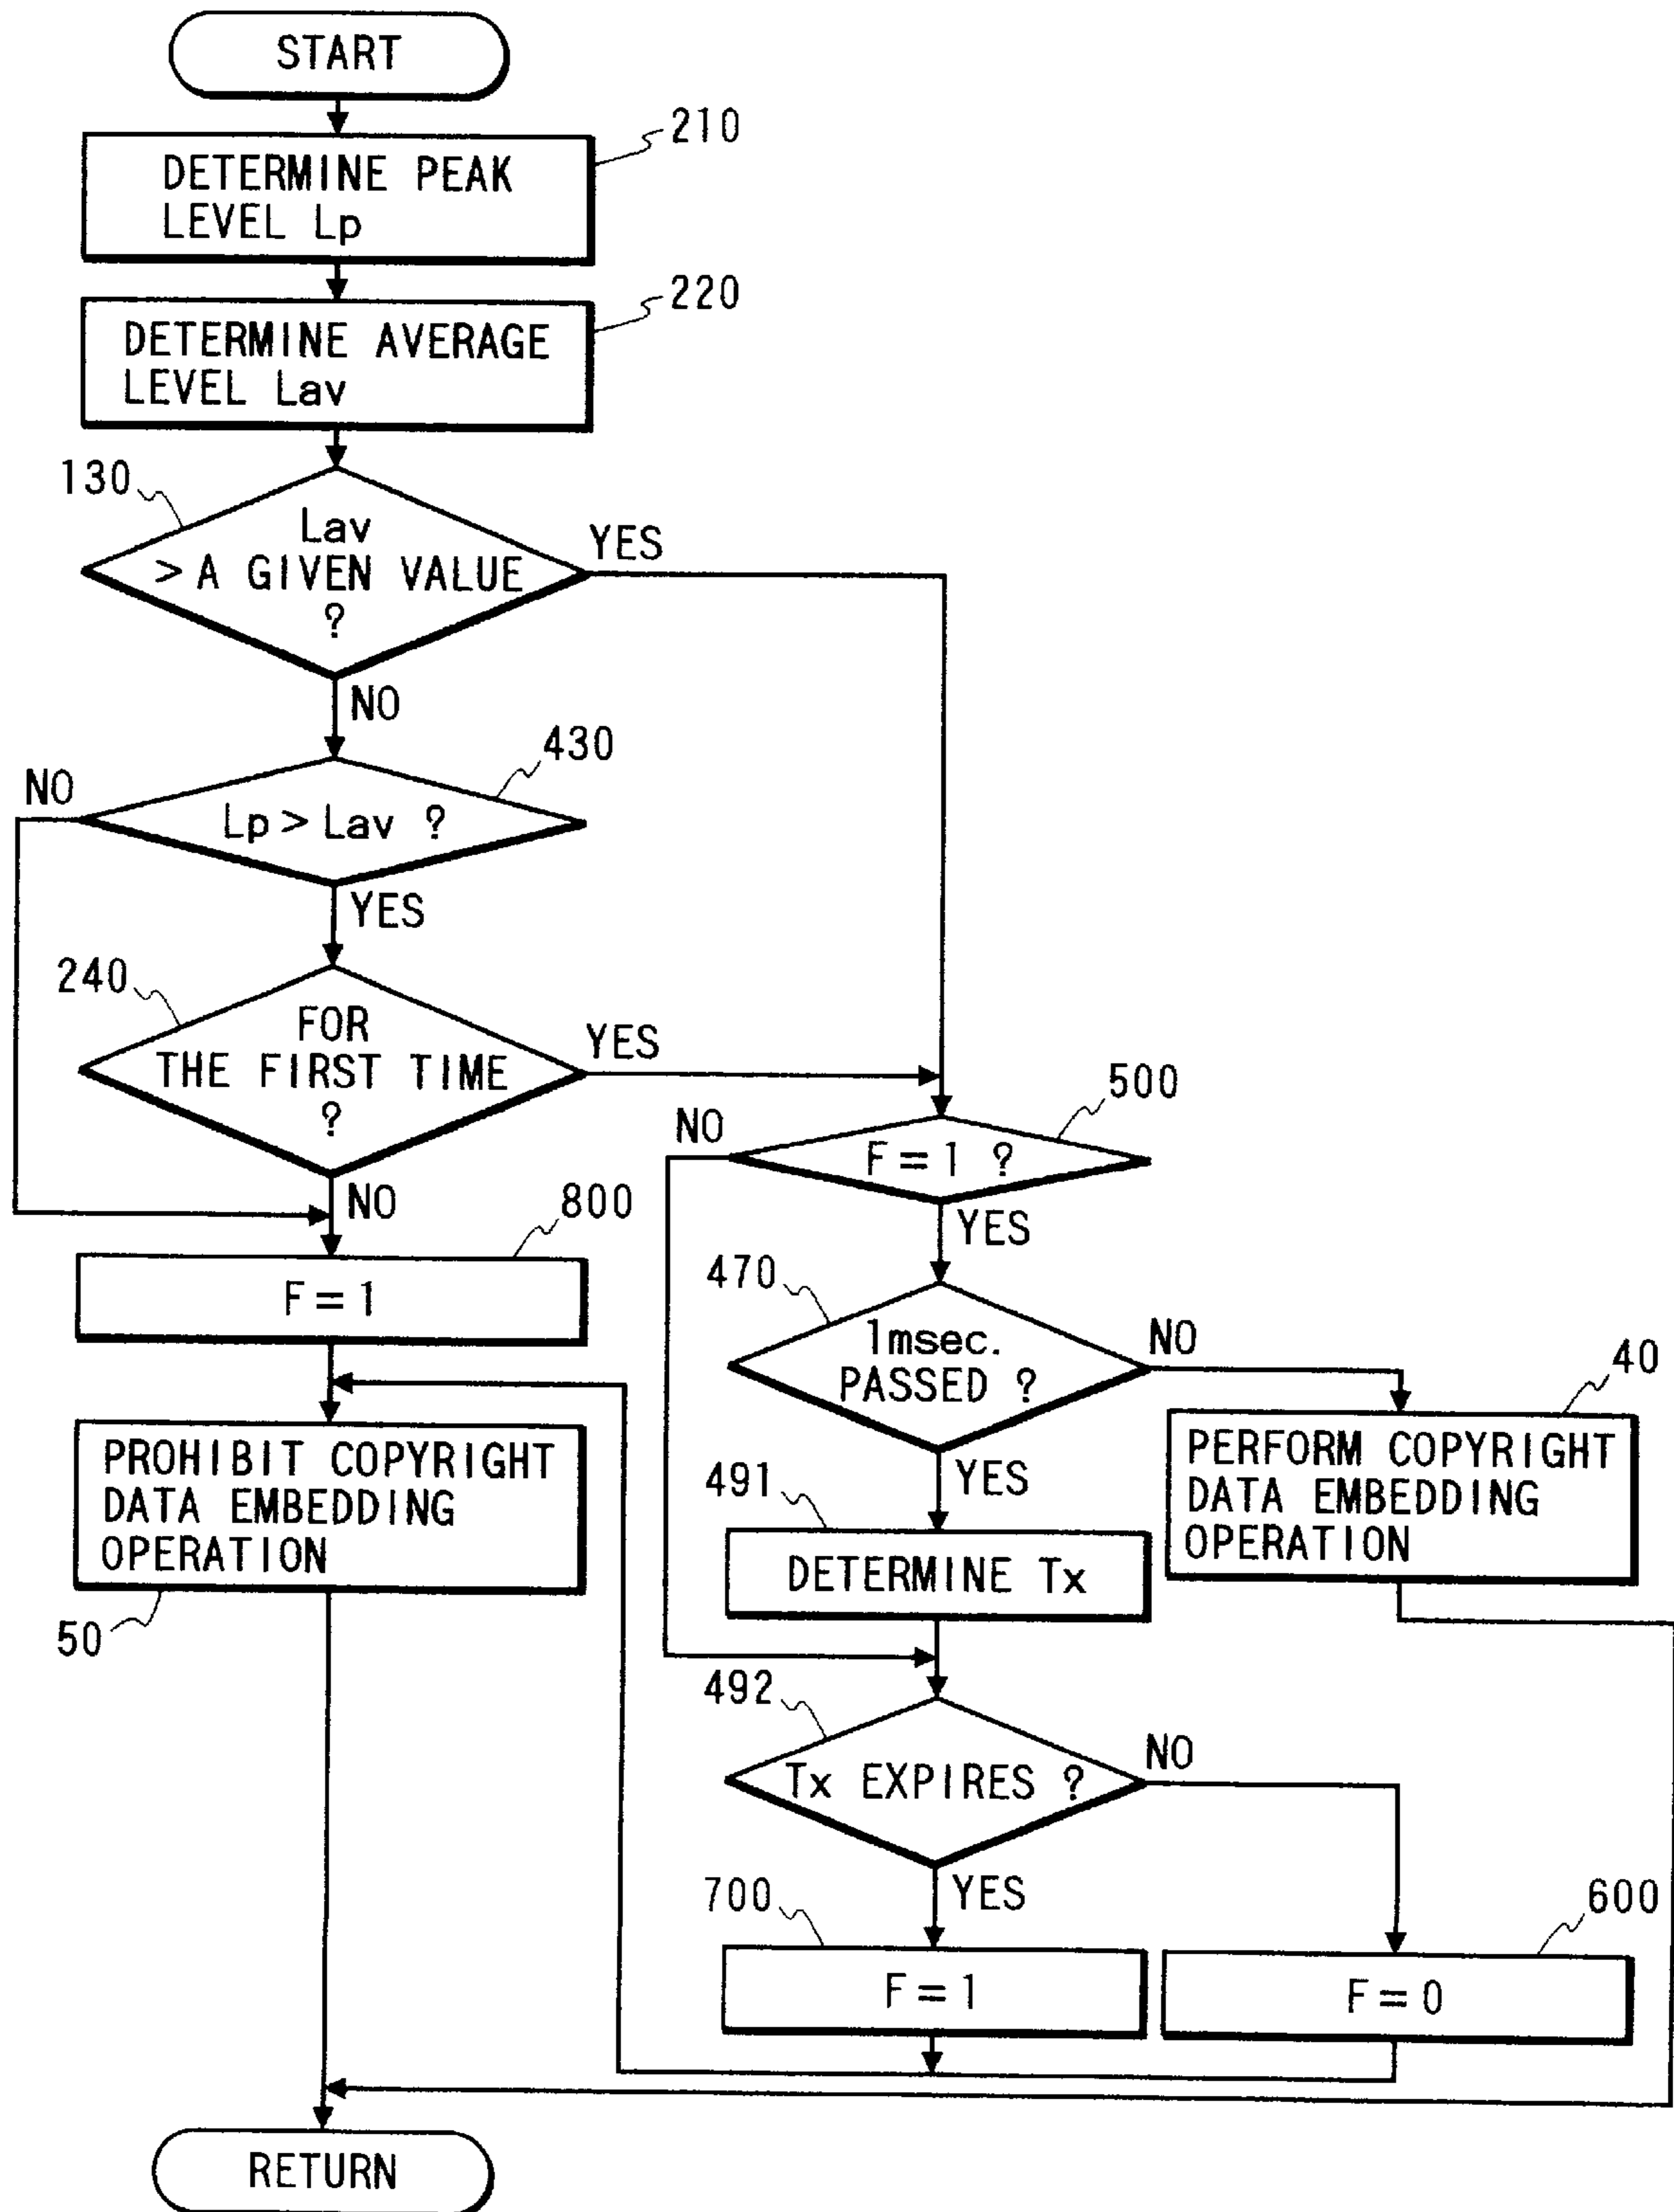 START
210
DETERMINE PEAK
LEVEL Lp
220
DETERMINE AVERAGE
LEVEL Lav
130
Lav
> A GIVEN VALUE
?
YES
NO
430
NO
Lp > Lav ?
YES
240
FOR
THE FIRST TIME
?
YES
NO
500
NO
F = 1 ?
YES
800
F = 1
470
1msec.
PASSED ?
NO
YES
40
PERFORM COPYRIGHT
DATA EMBEDDING
OPERATION
PROHIBIT COPYRIGHT
DATA EMBEDDING
OPERATION
50
491
DETERMINE Tx
492
Tx EXPIRES ?
NO
YES
700
F = 1
600
F = 0
RETURN